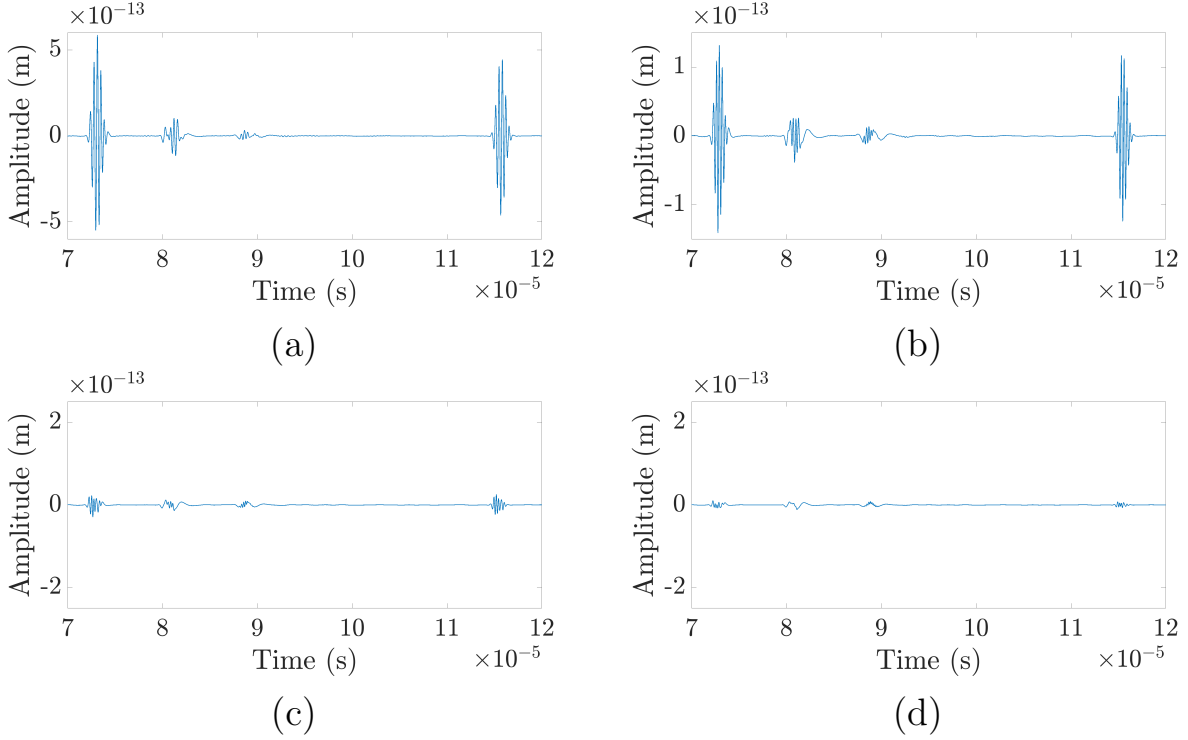 ×10⁻¹³
Amplitude (m)
5
0
-5
7 8 9 10 11 12
Time (s)
×10⁻⁵
(a)
×10⁻¹³
Amplitude (m)
1
0
-1
7 8 9 10 11 12
Time (s)
×10⁻⁵
(b)
×10⁻¹³
Amplitude (m)
2
0
-2
7 8 9 10 11 12
Time (s)
×10⁻⁵
(c)
×10⁻¹³
Amplitude (m)
2
0
-2
7 8 9 10 11 12
Time (s)
×10⁻⁵
(d)